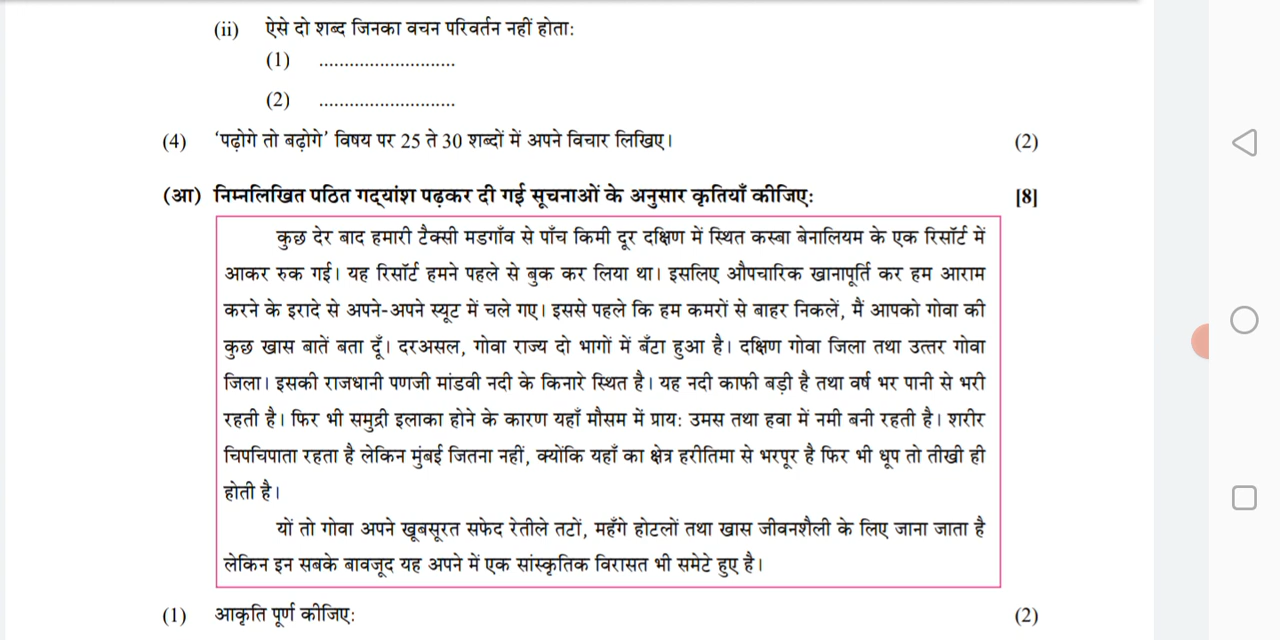 (ii) ऐसे दो शब्द जिनका वचन परिवर्तन नहीं होता:
(1) ...........................
(2) ...........................
(4) ‘पढ़ोगे तो बढ़ोगे’ विषय पर 25 ते 30 शब्दों में अपने विचार लिखिए। (2)
(आ) निम्नलिखित पठित गद्यांश पढ़कर दी गई सूचनाओं के अनुसार कृतियाँ कीजिए: [8]
कुछ देर बाद हमारी टैक्सी मडगाँव से पाँच किमी दूर दक्षिण में स्थित कस्बा बेनालियम के एक रिसॉर्ट में
आकर रुक गई। यह रिसॉर्ट हमने पहले से बुक कर लिया था। इसलिए औपचारिक खानापूर्ति कर हम आराम
करने के इरादे से अपने-अपने स्यूट में चले गए। इससे पहले कि हम कमरों से बाहर निकलें, मैं आपको गोवा की
कुछ खास बातें बता दूँ। दरअसल, गोवा राज्य दो भागों में बँटा हुआ है। दक्षिण गोवा जिला तथा उत्तर गोवा
जिला। इसकी राजधानी पणजी मांडवी नदी के किनारे स्थित है। यह नदी काफी बड़ी है तथा वर्ष भर पानी से भरी
रहती है। फिर भी समुद्री इलाका होने के कारण यहाँ मौसम में प्राय: उमस तथा हवा में नमी बनी रहती है। शरीर
चिपचिपाता रहता है लेकिन मुंबई जितना नहीं, क्योंकि यहाँ का क्षेत्र हरीतिमा से भरपूर है फिर भी धूप तो तीखी ही
होती है।
यों तो गोवा अपने खूबसूरत सफेद रेतीले तटों, महँगे होटलों तथा खास जीवनशैली के लिए जाना जाता है
लेकिन इन सबके बावजूद यह अपने में एक सांस्कृतिक विरासत भी समेटे हुए है।
(1) आकृति पूर्ण कीजिए: (2)